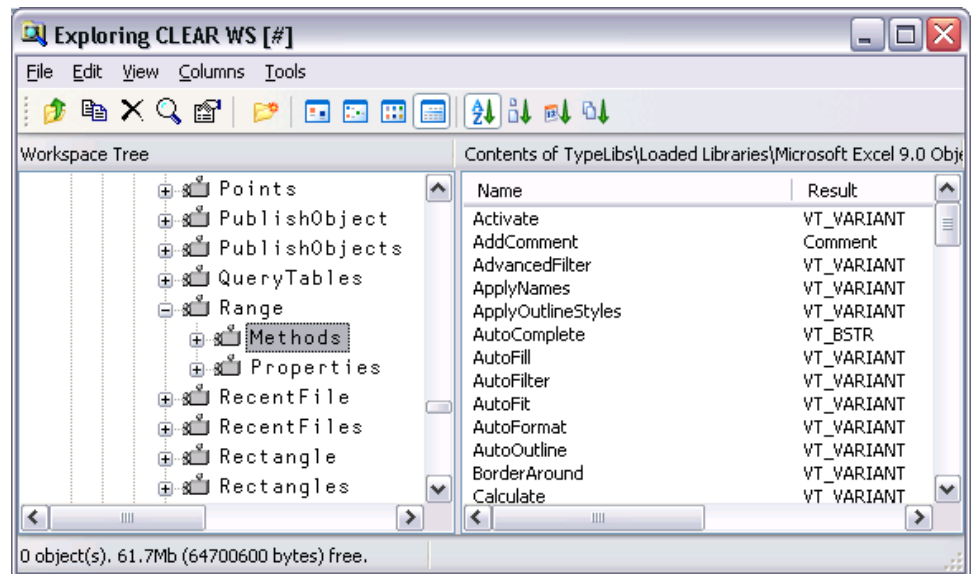 Exploring CLEAR WS [#]
File Edit View Columns Tools
Workspace Tree
Contents of TypeLibs\Loaded Libraries\Microsoft Excel 9.0 Obje
Points
PublishObject
PublishObjects
QueryTables
Range
Methods
Properties
RecentFile
RecentFiles
Rectangle
Rectangles
Name Result
Activate VT_VARIANT
AddComment Comment
AdvancedFilter VT_VARIANT
ApplyNames VT_VARIANT
ApplyOutlineStyles VT_VARIANT
AutoComplete VT_BSTR
AutoFill VT_VARIANT
AutoFilter VT_VARIANT
AutoFit VT_VARIANT
AutoFormat VT_VARIANT
AutoOutline VT_VARIANT
BorderAround VT_VARIANT
Calculate VT_VARIANT
0 object(s). 61.7Mb (64700600 bytes) free.